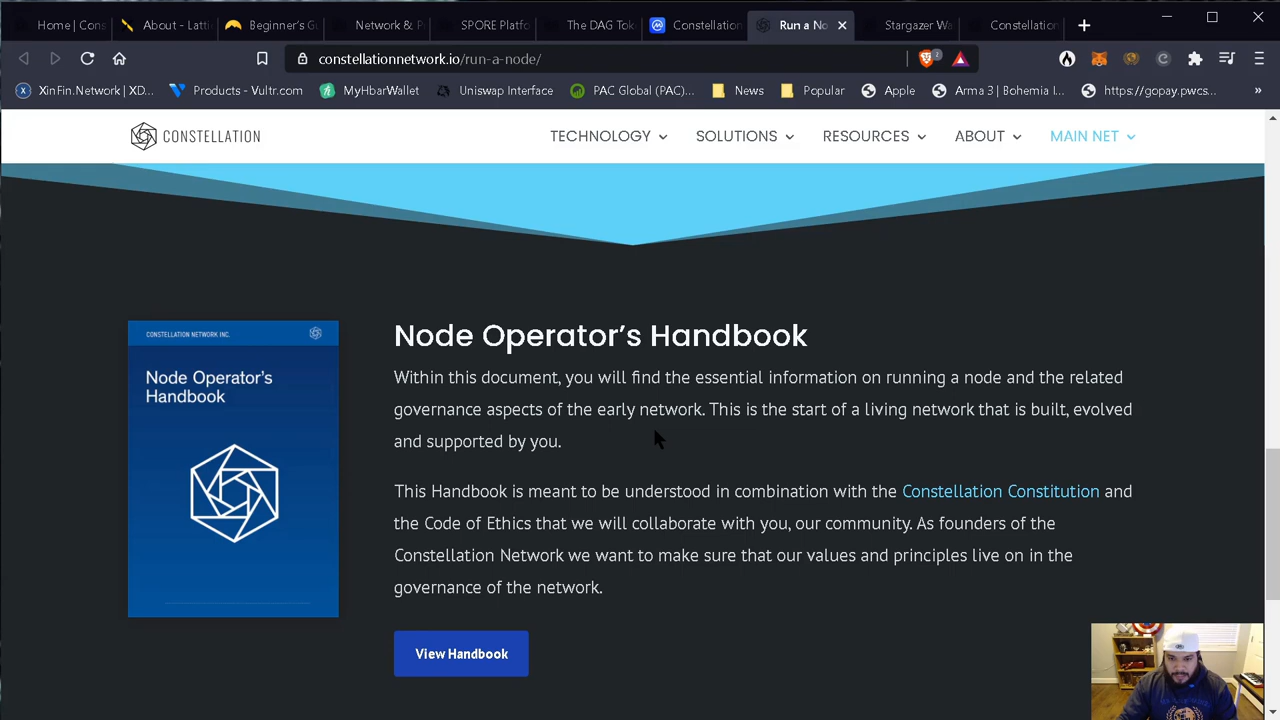 Home | Cons
About - Latti
Beginner's G
Network & P
SPORE Platfo
The DAG Tok
Constellation
Run a No
Stargazer Wa
Constellation
constellationnetwork.io/run-a-node/
2
XinFin.Network | XD...
Products - Vultr.com
MyHbarWallet
Uniswap Interface
PAC Global (PAC)...
News
Popular
Apple
Arma 3 | Bohemia I...
https://gopay.pwcs...
CONSTELLATION
TECHNOLOGY
SOLUTIONS
RESOURCES
ABOUT
MAIN NET
CONSTELLATION NETWORK INC.
Node Operator's
Handbook
Node Operator's Handbook
Within this document, you will find the essential information on running a node and the related
governance aspects of the early network. This is the start of a living network that is built, evolved
and supported by you.
This Handbook is meant to be understood in combination with the Constellation Constitution and
the Code of Ethics that we will collaborate with you, our community. As founders of the
Constellation Network we want to make sure that our values and principles live on in the
governance of the network.
View Handbook